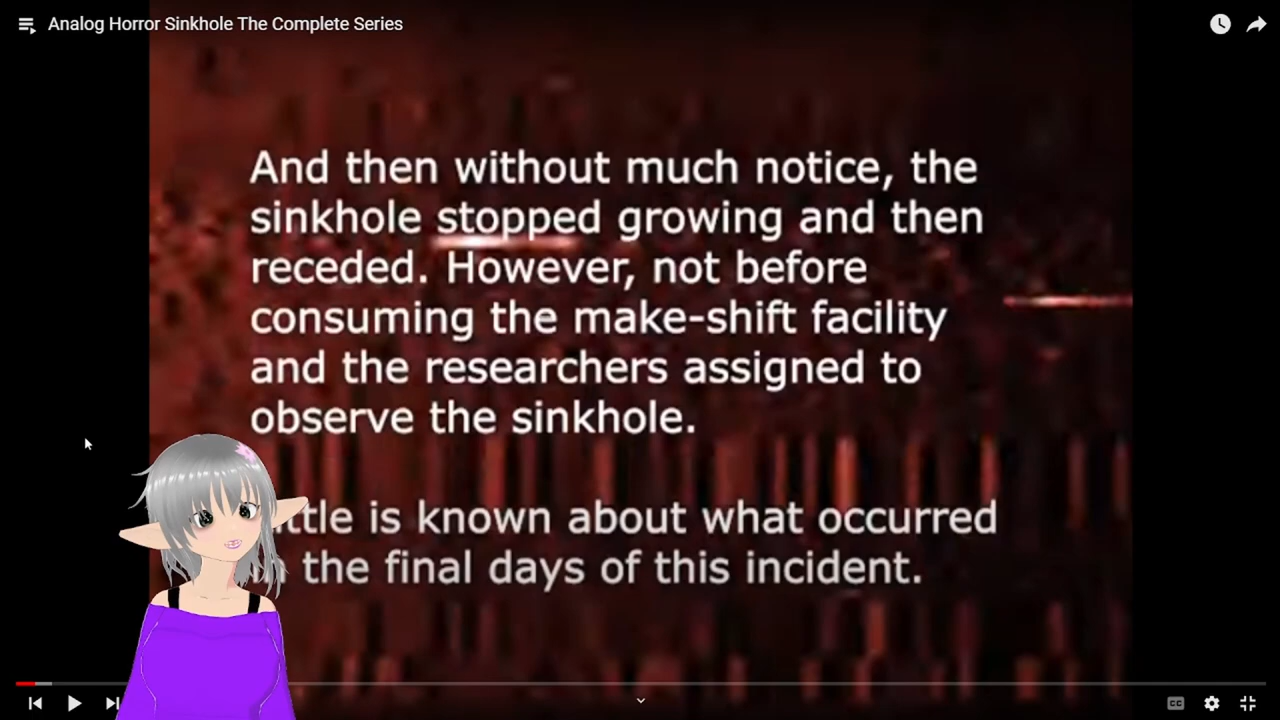 Analog Horror Sinkhole The Complete Series
And then without much notice, the
sinkhole stopped growing and then
receded. However, not before
consuming the make-shift facility
and the researchers assigned to
observe the sinkhole.
is known about what occurred
the final days of this incident.
CC